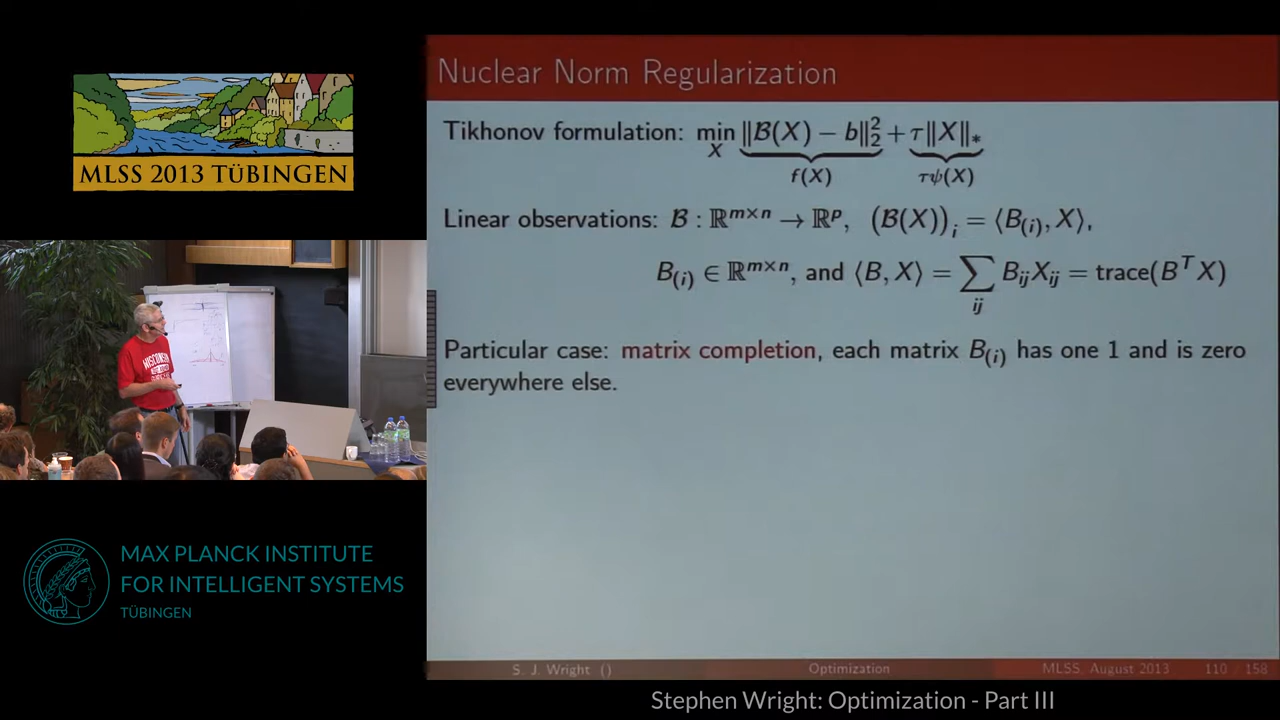 MLSS 2013 TÜBINGEN
WISCONSIN
MAX PLANCK INSTITUTE
FOR INTELLIGENT SYSTEMS
TÜBINGEN
Nuclear Norm Regularization
Tikhonov formulation: min_X ‖B(X) − b‖₂² + τ‖X‖_*
f(X) τψ(X)
Linear observations: B : ℝ^{m×n} → ℝ^p, (B(X))_i = ⟨B_(i), X⟩,
B_(i) ∈ ℝ^{m×n}, and ⟨B, X⟩ = ∑_{ij} B_{ij}X_{ij} = trace(B^T X)
Particular case: matrix completion, each matrix B_(i) has one 1 and is zero
everywhere else.
S. J. Wright () Optimization MLSS, August 2013 110 / 158
Stephen Wright: Optimization - Part III